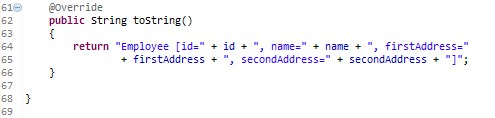 61 @Override
62 public String toString()
63 {
64 return "Employee [id=" + id + ", name=" + name + ", firstAddress="
65 + firstAddress + ", secondAddress=" + secondAddress + "]";
66 }
67
68 }
69